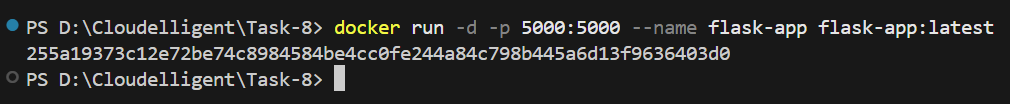 PS D:\Cloudelligent\Task-8> docker run -d -p 5000:5000 --name flask-app flask-app:latest
255a19373c12e72be74c8984584be4cc0fe244a84c798b445a6d13f9636403d0
PS D:\Cloudelligent\Task-8>